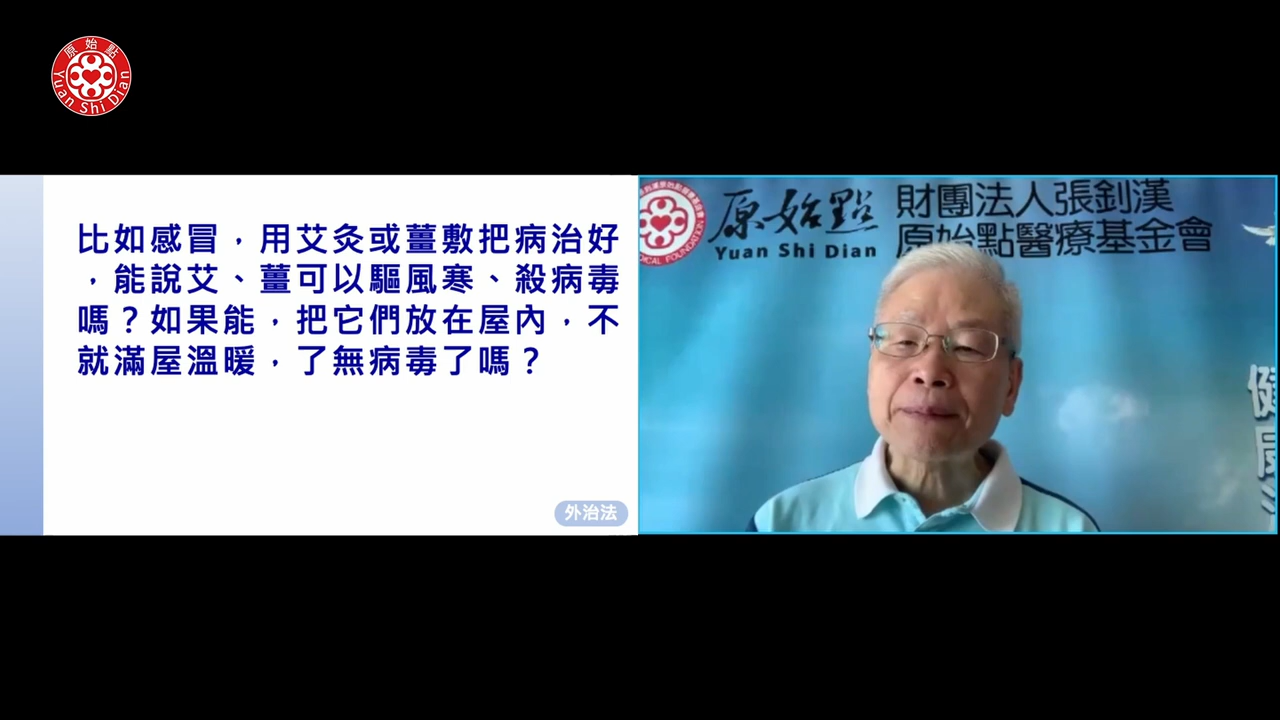 原始點
Yuan Shi Dian
比如感冒，用艾灸或薑敷把病治好
，能說艾、薑可以驅風寒、殺病毒
嗎？如果能，把它們放在屋內，不
就滿屋溫暖，了無病毒了嗎？
外治法
原始點
Yuan Shi Dian
財團法人張釗漢
原始點醫療基金會
健康